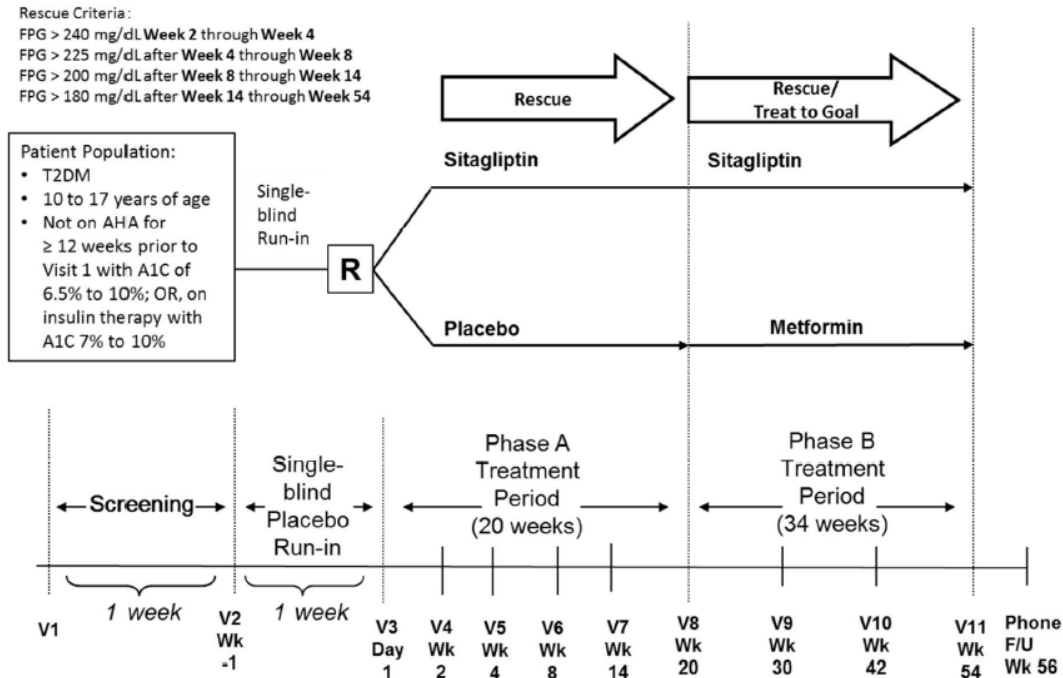 Rescue Criteria:
FPG > 240 mg/dL Week 2 through Week 4
FPG > 225 mg/dL after Week 4 through Week 8
FPG > 200 mg/dL after Week 8 through Week 14
FPG > 180 mg/dL after Week 14 through Week 54
Rescue
Rescue/
Treat to Goal
Patient Population:
• T2DM
• 10 to 17 years of age
• Not on AHA for
≥ 12 weeks prior to
Visit 1 with A1C of
6.5% to 10%; OR, on
insulin therapy with
A1C 7% to 10%
Single-
blind
Run-in
R
Sitagliptin
Sitagliptin
Placebo
Metformin
Screening
Single-
blind
Placebo
Run-in
Phase A
Treatment
Period
(20 weeks)
Phase B
Treatment
Period
(34 weeks)
1 week
1 week
V1
V2
Wk
-1
V3
Day
1
V4
Wk
2
V5
Wk
4
V6
Wk
8
V7
Wk
14
V8
Wk
20
V9
Wk
30
V10
Wk
42
V11
Wk
54
Phone
F/U
Wk 56